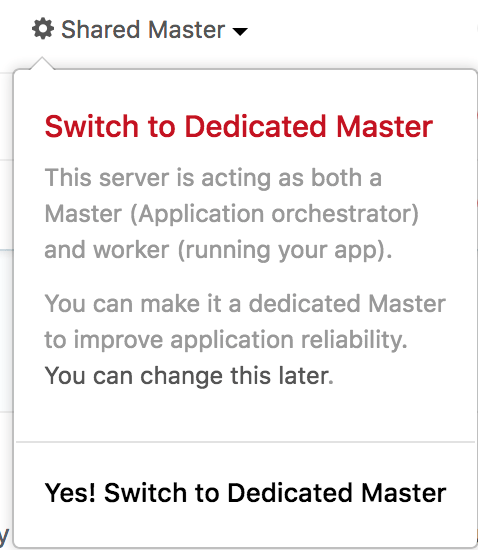 Shared Master
Switch to Dedicated Master
This server is acting as both a
Master (Application orchestrator)
and worker (running your app).
You can make it a dedicated Master
to improve application reliability.
You can change this later.
Yes! Switch to Dedicated Master
y